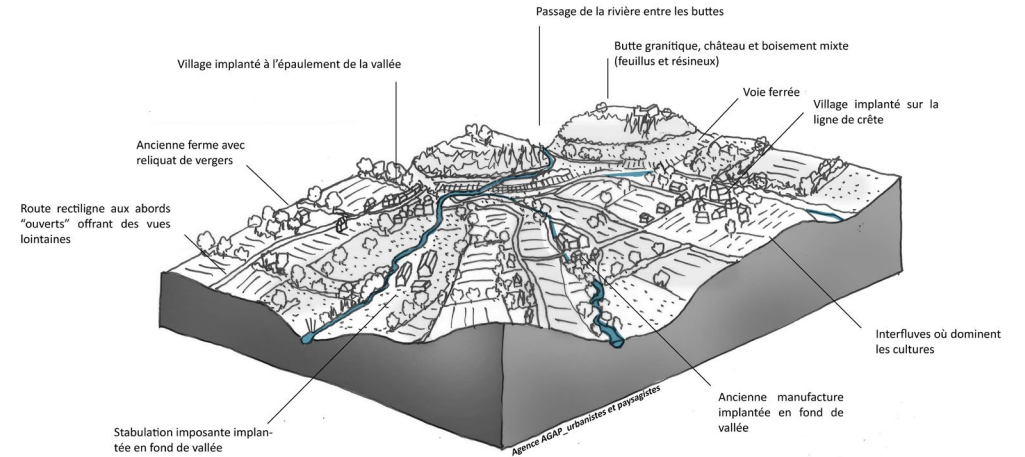 Passage de la rivière entre les buttes
Butte granitique, château et boisement mixte
(feuillus et résineux)
Village implanté à l'épaulement de la vallée
Voie ferrée
Village implanté sur la
ligne de crête
Ancienne ferme avec
reliquat de vergers
Route rectiligne aux abords
“ouverts” offrant des vues
lointaines
Interfluves où dominent
les cultures
Ancienne manufacture
implantée en fond de
vallée
Stabulation imposante implan-
tée en fond de vallée
Agence AGAP_urbanistes et paysagistes